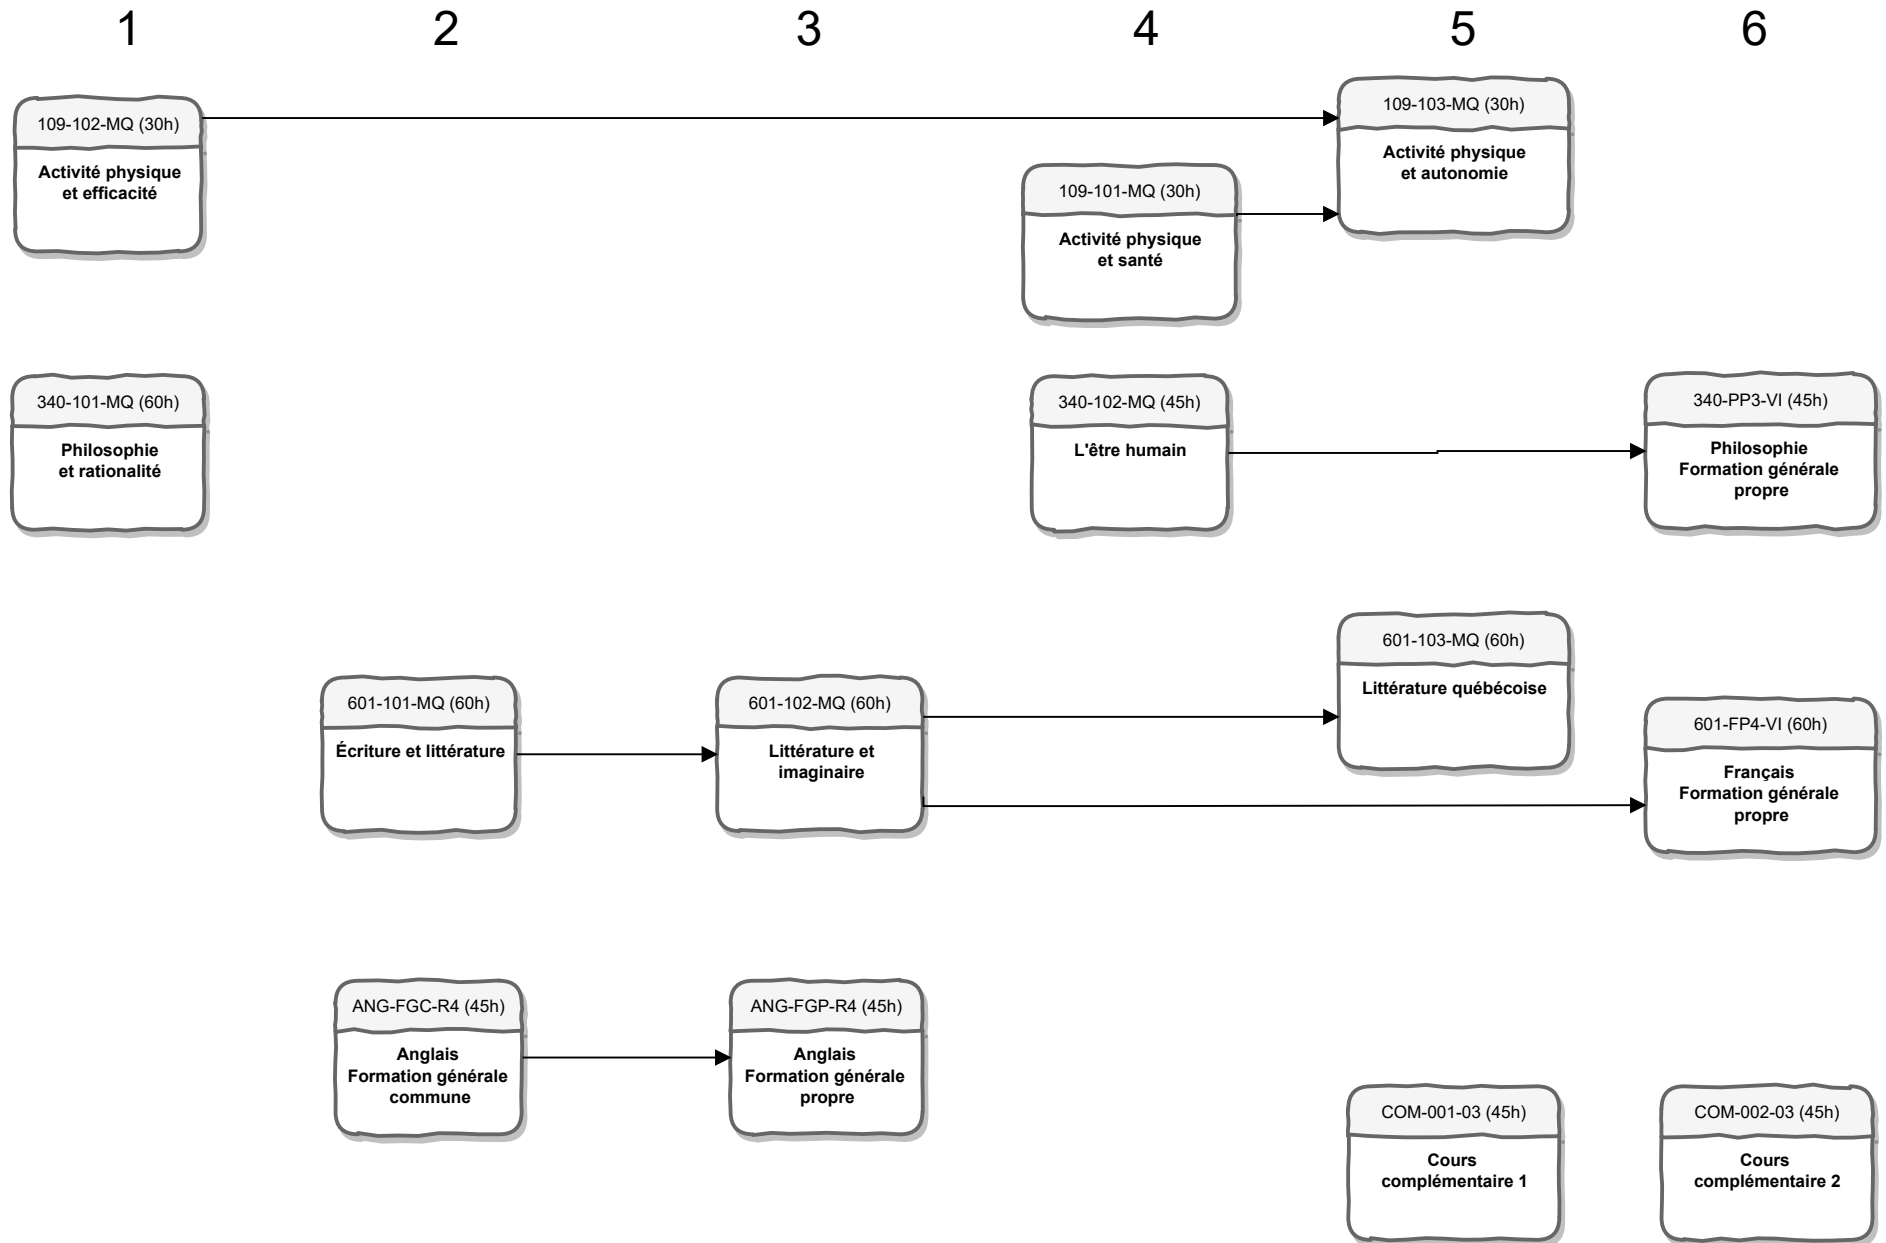 1 2 3 4 5 6
109-102-MQ (30h)
Activité physique
et efficacité
109-103-MQ (30h)
Activité physique
et autonomie
109-101-MQ (30h)
Activité physique
et santé
340-101-MQ (60h)
Philosophie
et rationalité
340-102-MQ (45h)
L'être humain
340-PP3-VI (45h)
Philosophie
Formation générale
propre
601-101-MQ (60h)
Écriture et littérature
601-102-MQ (60h)
Littérature et
imaginaire
601-103-MQ (60h)
Littérature québécoise
601-FP4-VI (60h)
Français
Formation générale
propre
ANG-FGC-R4 (45h)
Anglais
Formation générale
commune
ANG-FGP-R4 (45h)
Anglais
Formation générale
propre
COM-001-03 (45h)
Cours
complémentaire 1
COM-002-03 (45h)
Cours
complémentaire 2